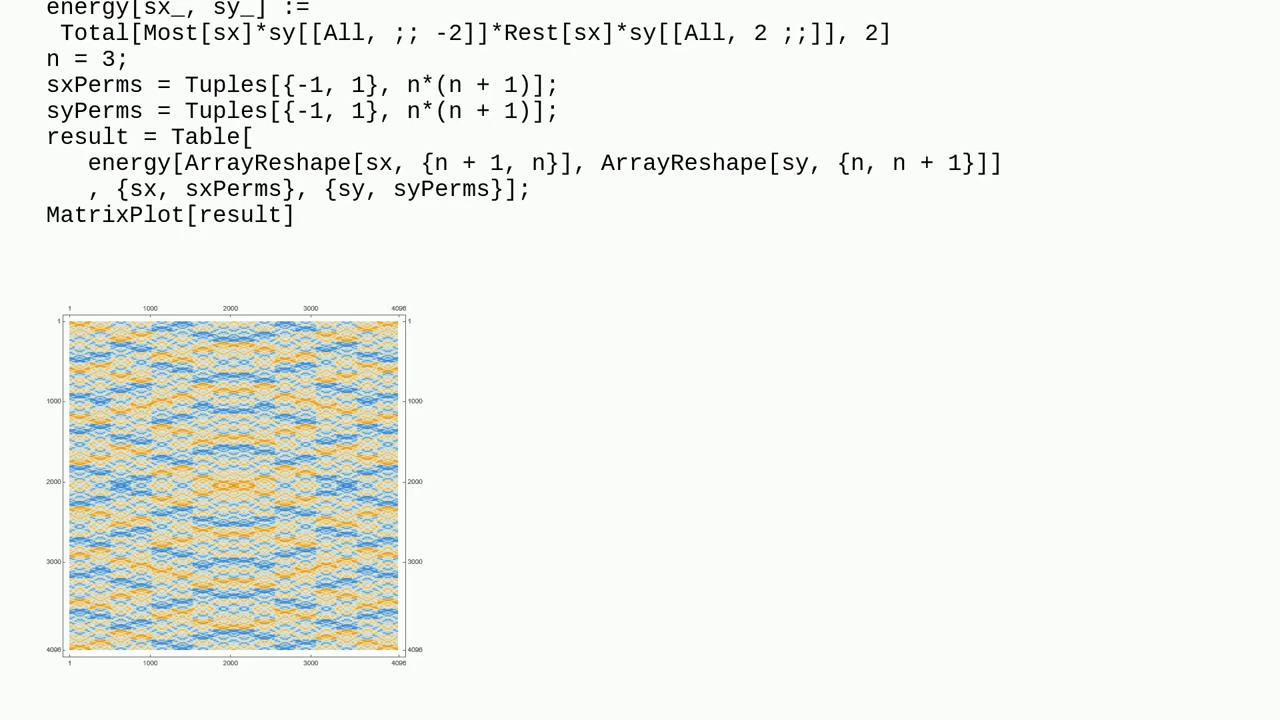 energy[sx_, sy_] :=
Total[Most[sx]*sy[[All, ;; -2]]*Rest[sx]*sy[[All, 2 ;;]], 2]
n = 3;
sxPerms = Tuples[{-1, 1}, n*(n + 1)];
syPerms = Tuples[{-1, 1}, n*(n + 1)];
result = Table[
energy[ArrayReshape[sx, {n + 1, n}], ArrayReshape[sy, {n, n + 1}]]
, {sx, sxPerms}, {sy, syPerms}];
MatrixPlot[result]
1 1000 2000 3000 4096
1 1
1000 1000
2000 2000
3000 3000
4096 4096
1 1000 2000 3000 4096